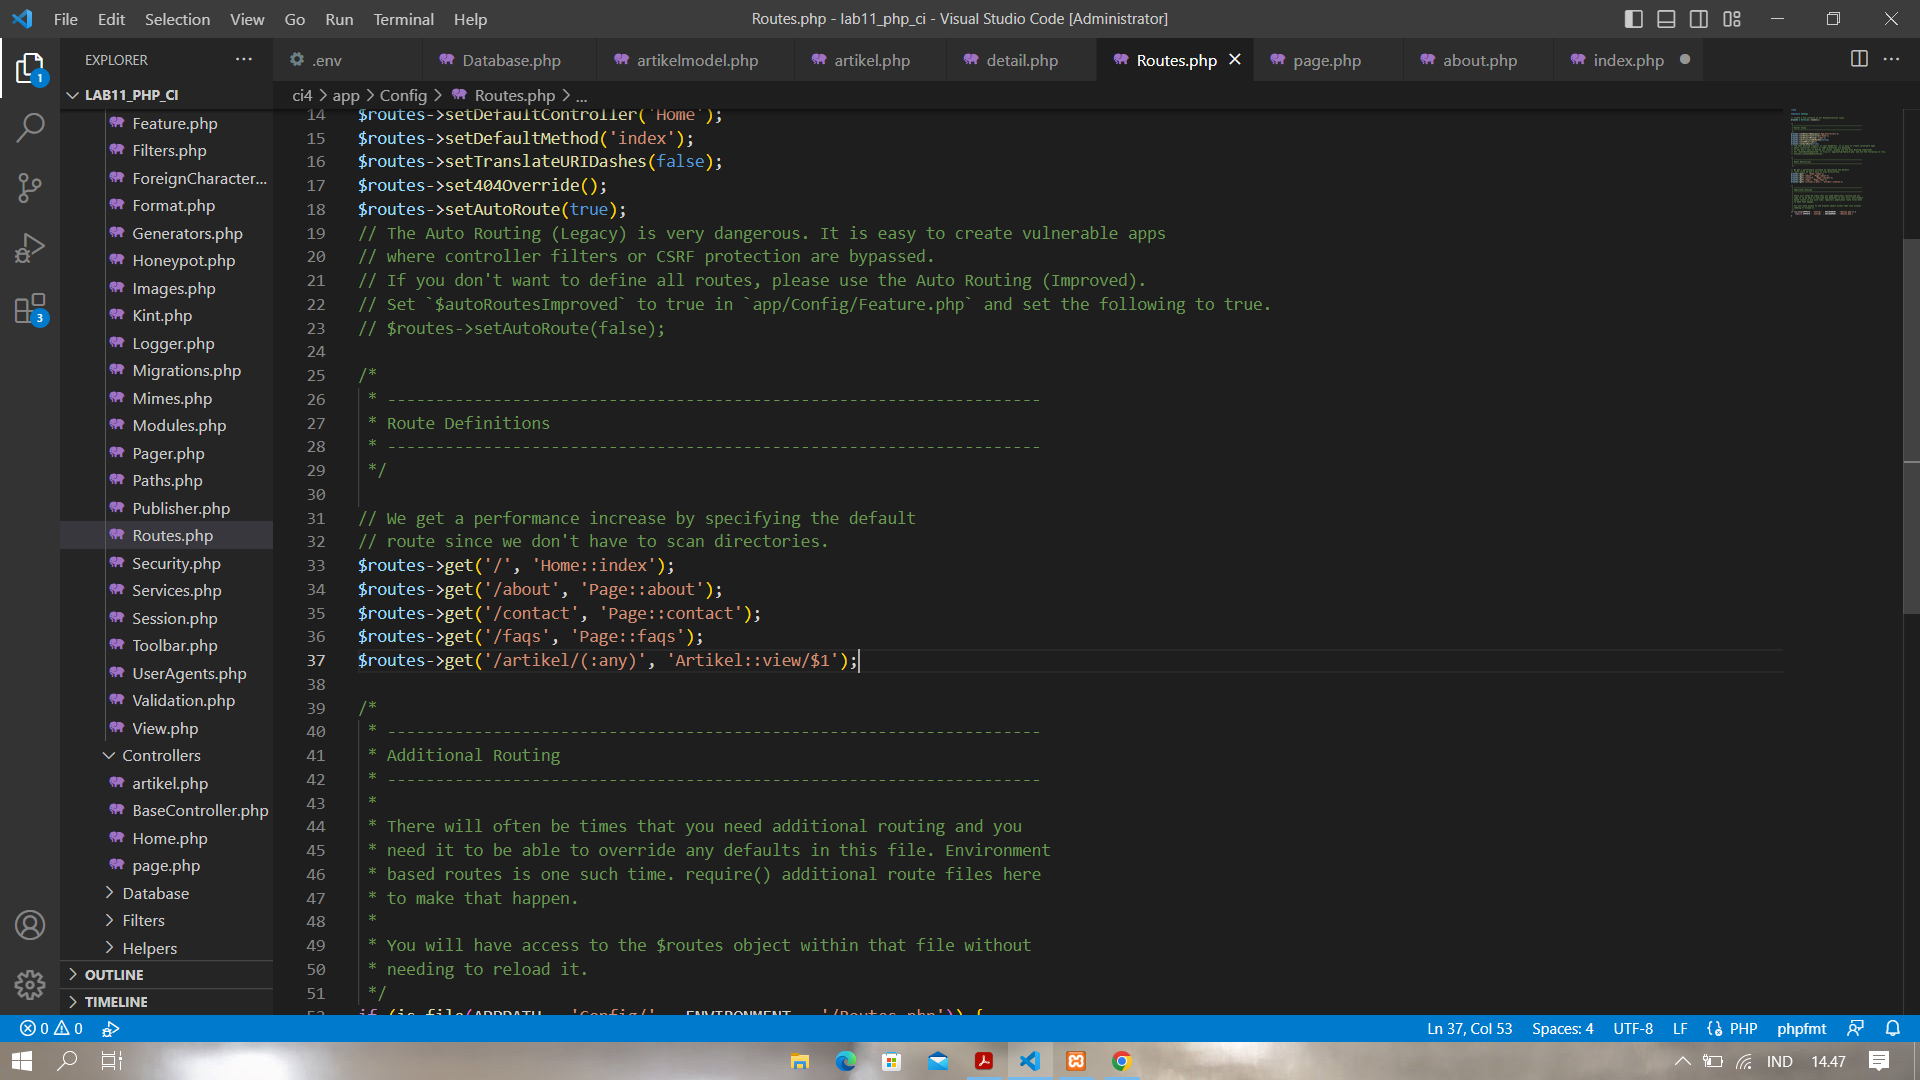 File Edit Selection View Go Run Terminal Help
Routes.php - lab11_php_ci - Visual Studio Code [Administrator]
EXPLORER
.env
Database.php
artikelmodel.php
artikel.php
detail.php
Routes.php
page.php
about.php
index.php
LAB11_PHP_CI
ci4 > app > Config > Routes.php > ...
Feature.php
Filters.php
ForeignCharacter...
Format.php
Generators.php
Honeypot.php
Images.php
Kint.php
Logger.php
Migrations.php
Mimes.php
Modules.php
Pager.php
Paths.php
Publisher.php
Routes.php
Security.php
Services.php
Session.php
Toolbar.php
UserAgents.php
Validation.php
View.php
Controllers
artikel.php
BaseController.php
Home.php
page.php
Database
Filters
Helpers
OUTLINE
TIMELINE
1
3
14 $routes->setDefaultController('Home');
15 $routes->setDefaultMethod('index');
16 $routes->setTranslateURIDashes(false);
17 $routes->set404Override();
18 $routes->setAutoRoute(true);
19 // The Auto Routing (Legacy) is very dangerous. It is easy to create vulnerable apps
20 // where controller filters or CSRF protection are bypassed.
21 // If you don't want to define all routes, please use the Auto Routing (Improved).
22 // Set `$autoRoutesImproved` to true in `app/Config/Feature.php` and set the following to true.
23 // $routes->setAutoRoute(false);
24
25 /*
26 * --------------------------------------------------------------------
27 * Route Definitions
28 * --------------------------------------------------------------------
29 */
30
31 // We get a performance increase by specifying the default
32 // route since we don't have to scan directories.
33 $routes->get('/', 'Home::index');
34 $routes->get('/about', 'Page::about');
35 $routes->get('/contact', 'Page::contact');
36 $routes->get('/faqs', 'Page::faqs');
37 $routes->get('/artikel/(:any)', 'Artikel::view/$1');
38
39 /*
40 * --------------------------------------------------------------------
41 * Additional Routing
42 * --------------------------------------------------------------------
43 *
44 * There will often be times that you need additional routing and you
45 * need it to be able to override any defaults in this file. Environment
46 * based routes is one such time. require() additional route files here
47 * to make that happen.
48 *
49 * You will have access to the $routes object within that file without
50 * needing to reload it.
51 */
52 if (is_file(APPPATH . 'Config/' . ENVIRONMENT . '/Routes.php')) {
0 0
Ln 37, Col 53 Spaces: 4 UTF-8 LF PHP phpfmt
IND 14.47